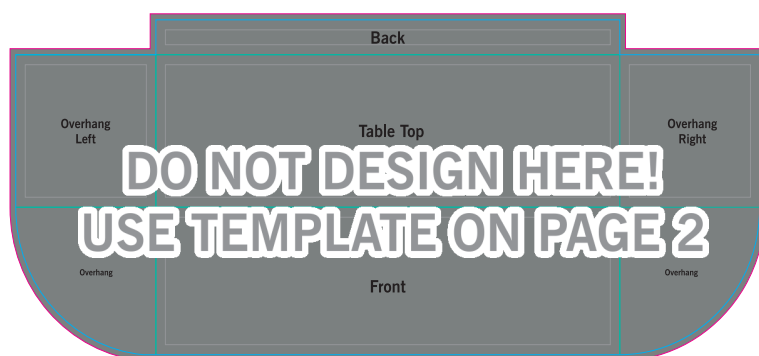 Back
Overhang
Left
Table Top
Overhang
Right
DO NOT DESIGN HERE!
USE TEMPLATE ON PAGE 2
Overhang
Front
Overhang